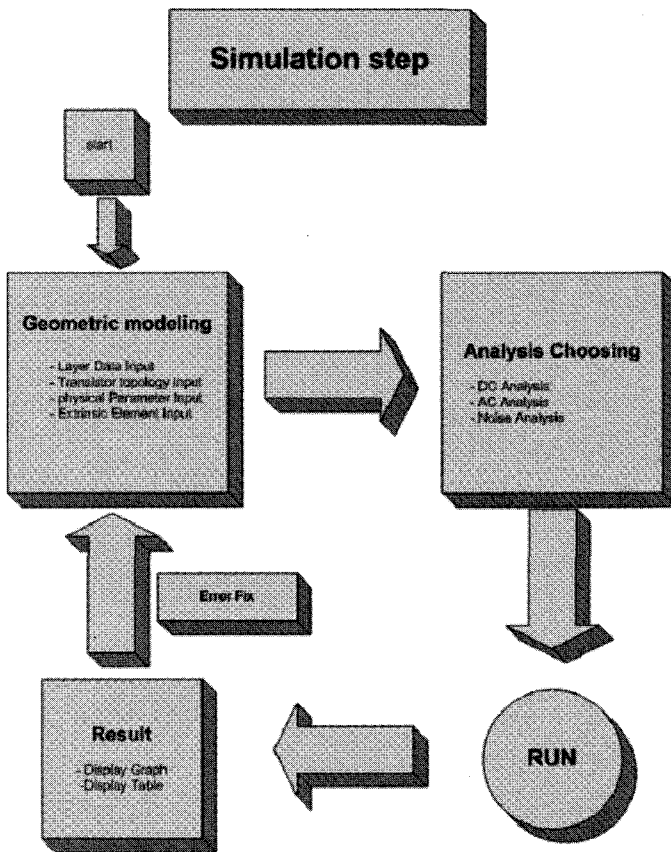 Simulation step
start
Geometric modeling
- Layer Data Input
- Translator topology Input
- physical Parameter Input
- Extrinsic Element Input
Analysis Choosing
- DC Analysis
- AC Analysis
- Noise Analysis
Error Fix
Result
- Display Graph
-Display Table
RUN